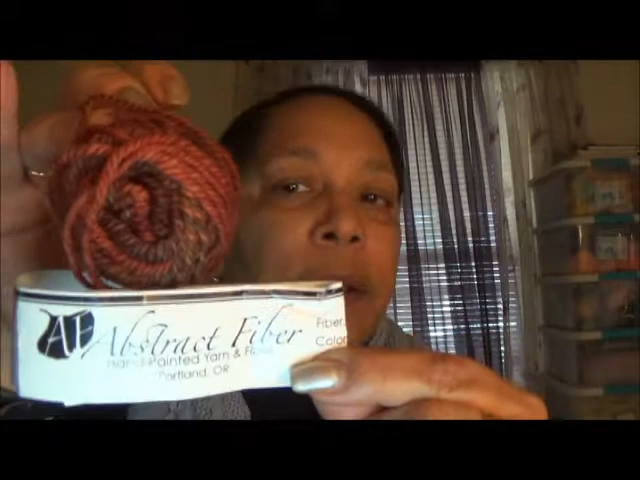 AF Abstract Fiber
Hand Painted Yarn & Fiber
Portland, OR
Fiber
Color